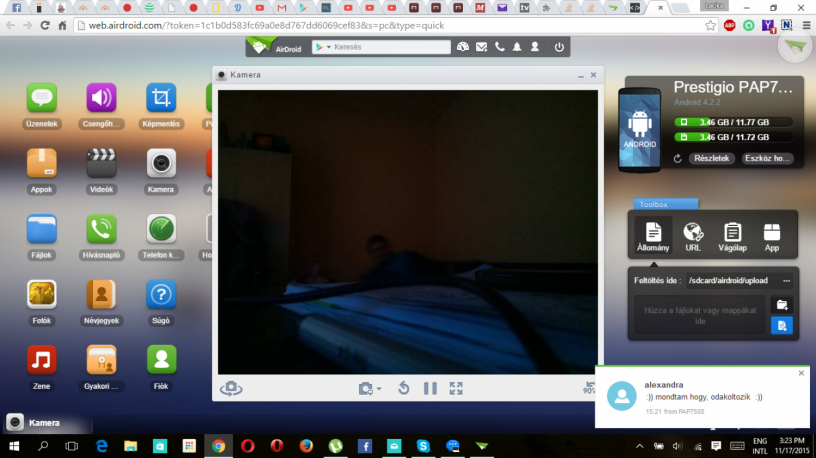 Lacika
web.airdroid.com/?token=1c1b0d583fc69a0e8d767dd6069cef83&s=pc&type=quick
ABP
AirDroid
Keresés
Kamera
Üzenetek
Csengőh...
Képmentés
Appok
Videók
Kamera
Fájlok
Hívásnapló
Telefon k...
Fotók
Névjegyek
Súgó
Zene
Gyakori ...
Fiók
90°
Prestigio PAP7...
Android 4.2.2
3.46 GB / 11.77 GB
3.46 GB / 11.72 GB
ANDROID
Részletek
Eszköz ho...
Toolbox
Állomány
URL
Vágólap
App
Feltöltés ide :
/sdcard/airdroid/upload
Húzza a fájlokat vagy mappákat
ide
alexandra
:)) mondtam hogy, odakoltozik :))
15:21 from PAP7500
Kamera
ENG
INTL
3:23 PM
11/17/2015